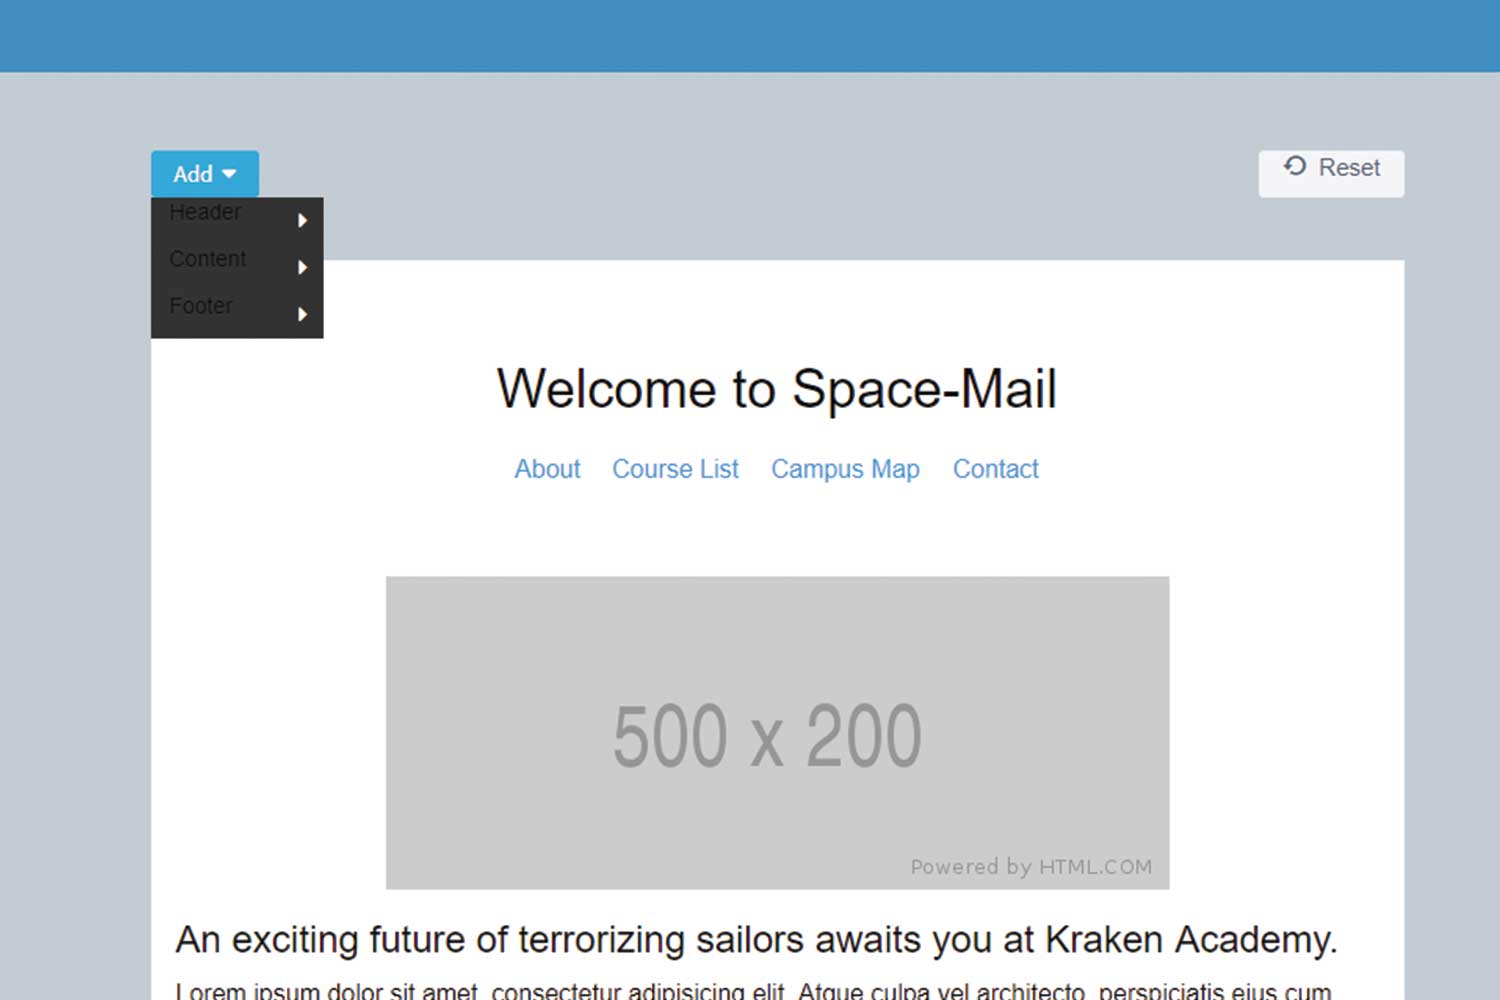 Add
Reset
Header
Content
Footer
Welcome to Space-Mail
About Course List Campus Map Contact
500 x 200
Powered by HTML.COM
An exciting future of terrorizing sailors awaits you at Kraken Academy.
Lorem ipsum dolor sit amet, consectetur adipisicing elit. Atque culpa vel architecto, perspiciatis eius cum